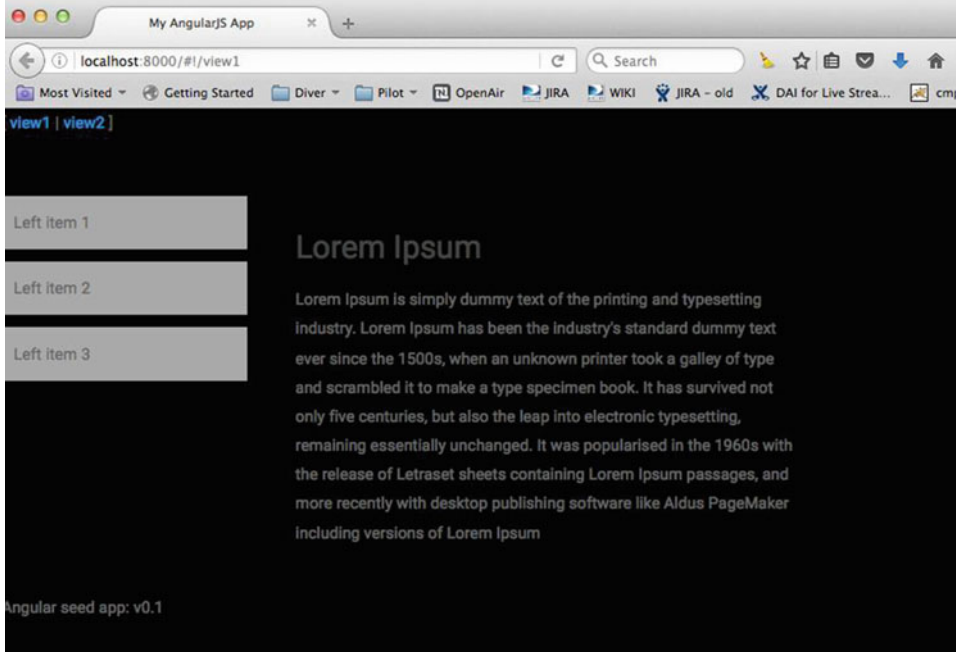 My AngularJS App
localhost:8000/#!/view1
Search
Most Visited Getting Started Diver Pilot OpenAir JIRA WIKI JIRA - old DAI for Live Strea... cmp
view1 | view2 ]
Left item 1
Left item 2
Left item 3
Lorem Ipsum
Lorem Ipsum is simply dummy text of the printing and typesetting
industry. Lorem Ipsum has been the industry's standard dummy text
ever since the 1500s, when an unknown printer took a galley of type
and scrambled it to make a type specimen book. It has survived not
only five centuries, but also the leap into electronic typesetting,
remaining essentially unchanged. It was popularised in the 1960s with
the release of Letraset sheets containing Lorem Ipsum passages, and
more recently with desktop publishing software like Aldus PageMaker
including versions of Lorem Ipsum
Angular seed app: v0.1